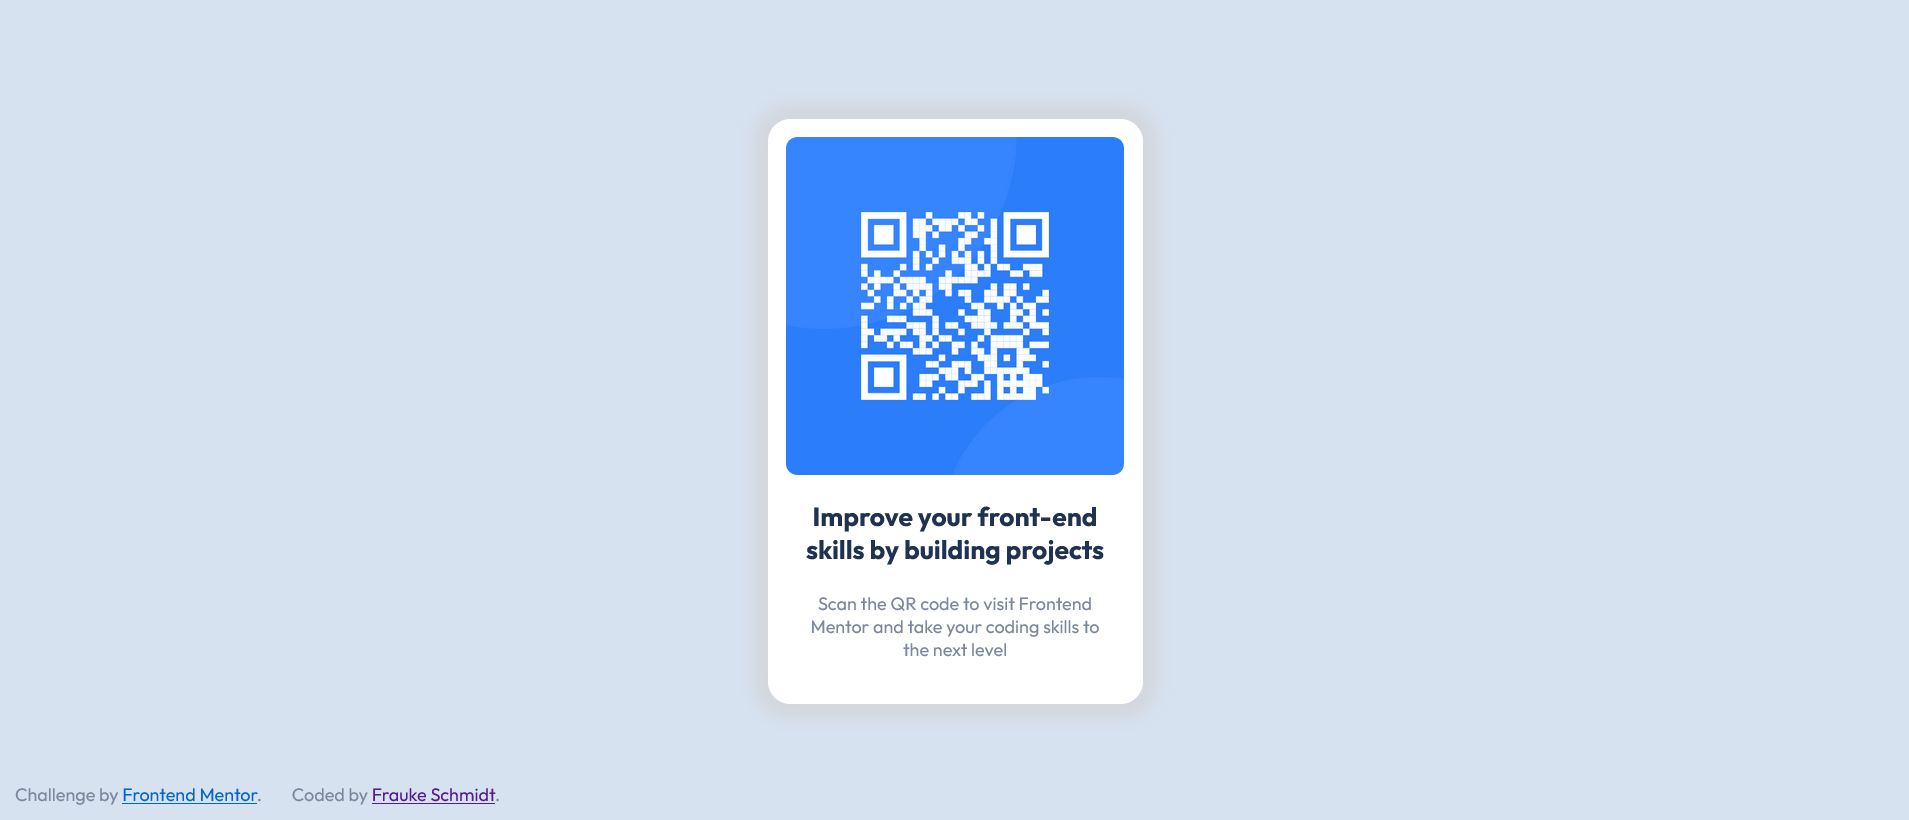 Improve your front-end
skills by building projects
Scan the QR code to visit Frontend
Mentor and take your coding skills to
the next level
Challenge by Frontend Mentor. Coded by Frauke Schmidt.